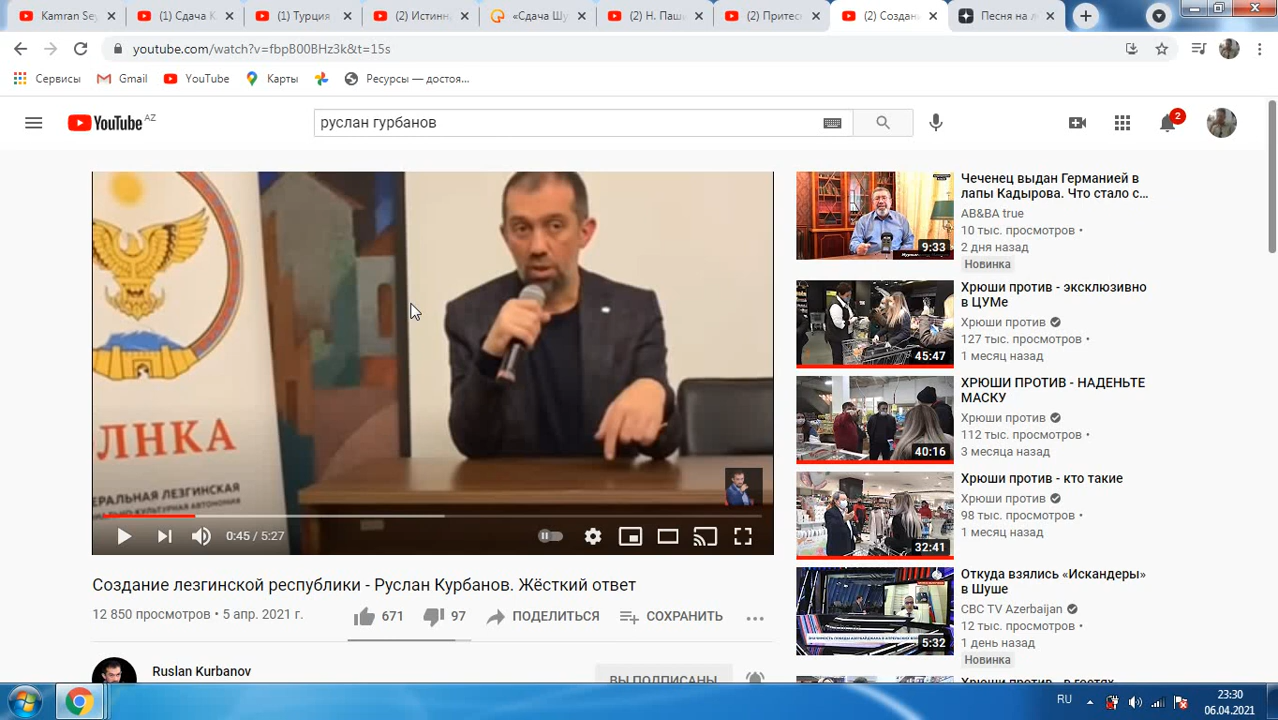 Kamran Sey
(1) Сдача К
(1) Турция
(2) Истинн
«Сдача Шу
(2) Н. Паш
(2) Притес
(2) Создан
Песня на л
youtube.com/watch?v=fbpB00BHz3k&t=15s
Сервисы
Gmail
YouTube
Карты
Ресурсы — достоя...
YouTube AZ
руслан гурбанов
2
ЛНКА
ЕРАЛЬНАЯ ЛЕЗГИНСКАЯ
0:45 / 5:27
Создание лезгинской республики - Руслан Курбанов. Жёсткий ответ
12 850 просмотров • 5 апр. 2021 г.
671
97
ПОДЕЛИТЬСЯ
СОХРАНИТЬ
Ruslan Kurbanov
ВЫ ПОДПИСАНЫ
9:33
Чеченец выдан Германией в
лапы Кадырова. Что стало с...
AB&BA true
10 тыс. просмотров •
2 дня назад
Новинка
45:47
Хрюши против - эксклюзивно
в ЦУМе
Хрюши против
127 тыс. просмотров •
1 месяц назад
40:16
ХРЮШИ ПРОТИВ - НАДЕНЬТЕ
МАСКУ
Хрюши против
112 тыс. просмотров •
3 месяца назад
32:41
Хрюши против - кто такие
Хрюши против
98 тыс. просмотров •
1 месяц назад
5:32
Откуда взялись «Искандеры»
в Шуше
CBC TV Azerbaijan
12 тыс. просмотров •
1 день назад
Новинка
Хрюши против - в гостях
RU
23:30
06.04.2021